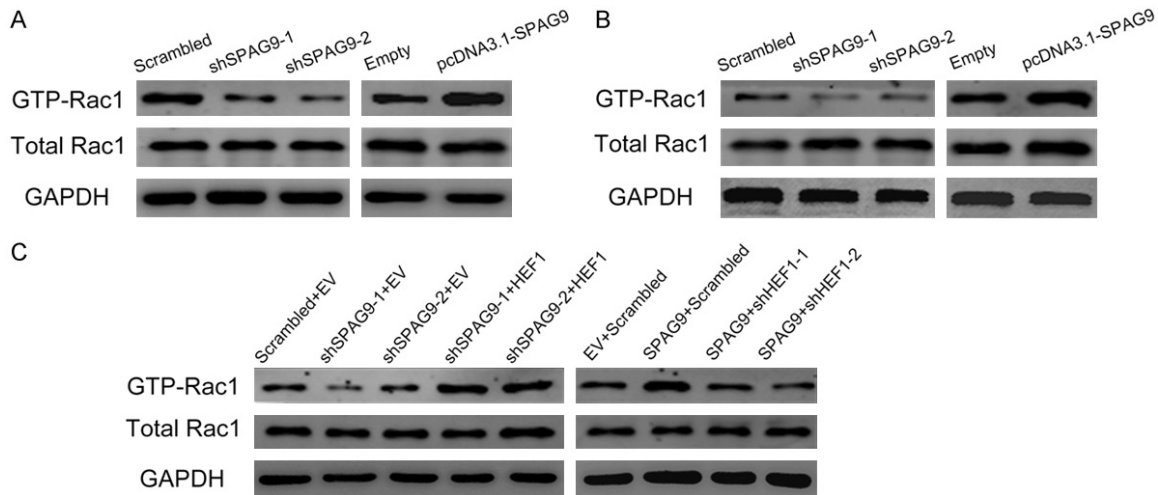 A
Scrambled
shSPAG9-1
shSPAG9-2
Empty
pcDNA3.1-SPAG9
GTP-Rac1
Total Rac1
GAPDH
B
Scrambled
shSPAG9-1
shSPAG9-2
Empty
pcDNA3.1-SPAG9
GTP-Rac1
Total Rac1
GAPDH
C
Scrambled+EV
shSPAG9-1+EV
shSPAG9-2+EV
shSPAG9-1+HEF1
shSPAG9-2+HEF1
EV+Scrambled
SPAG9+Scrambled
SPAG9+shHEF1-1
SPAG9+shHEF1-2
GTP-Rac1
Total Rac1
GAPDH